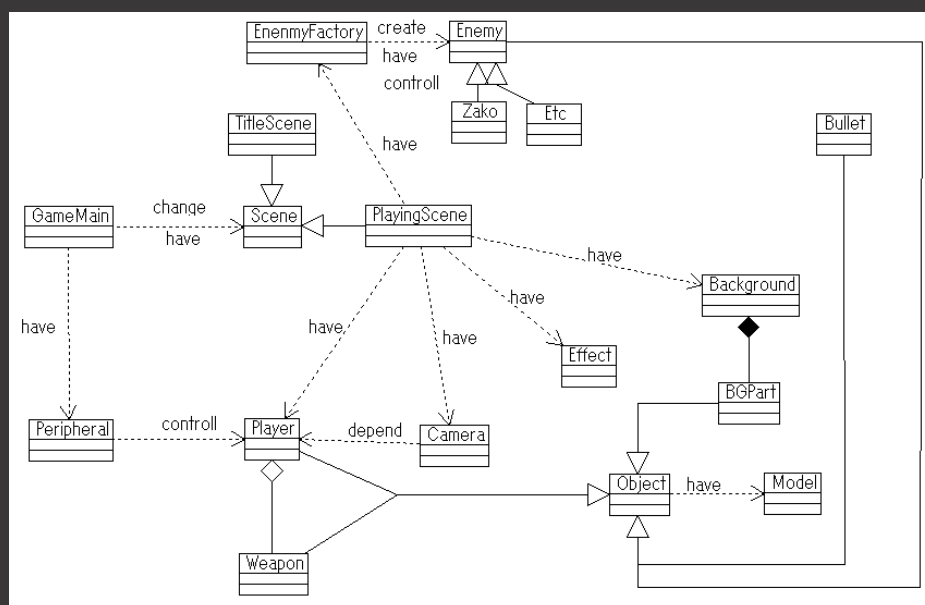 EnenmyFactory
create
have
controll
Enemy
Zako
Etc
TitleScene
Bullet
have
GameMain
change
have
Scene
PlayingScene
have
Background
have
have
have
have
Effect
BGPart
Peripheral
controll
Player
depend
Camera
Object
have
Model
Weapon